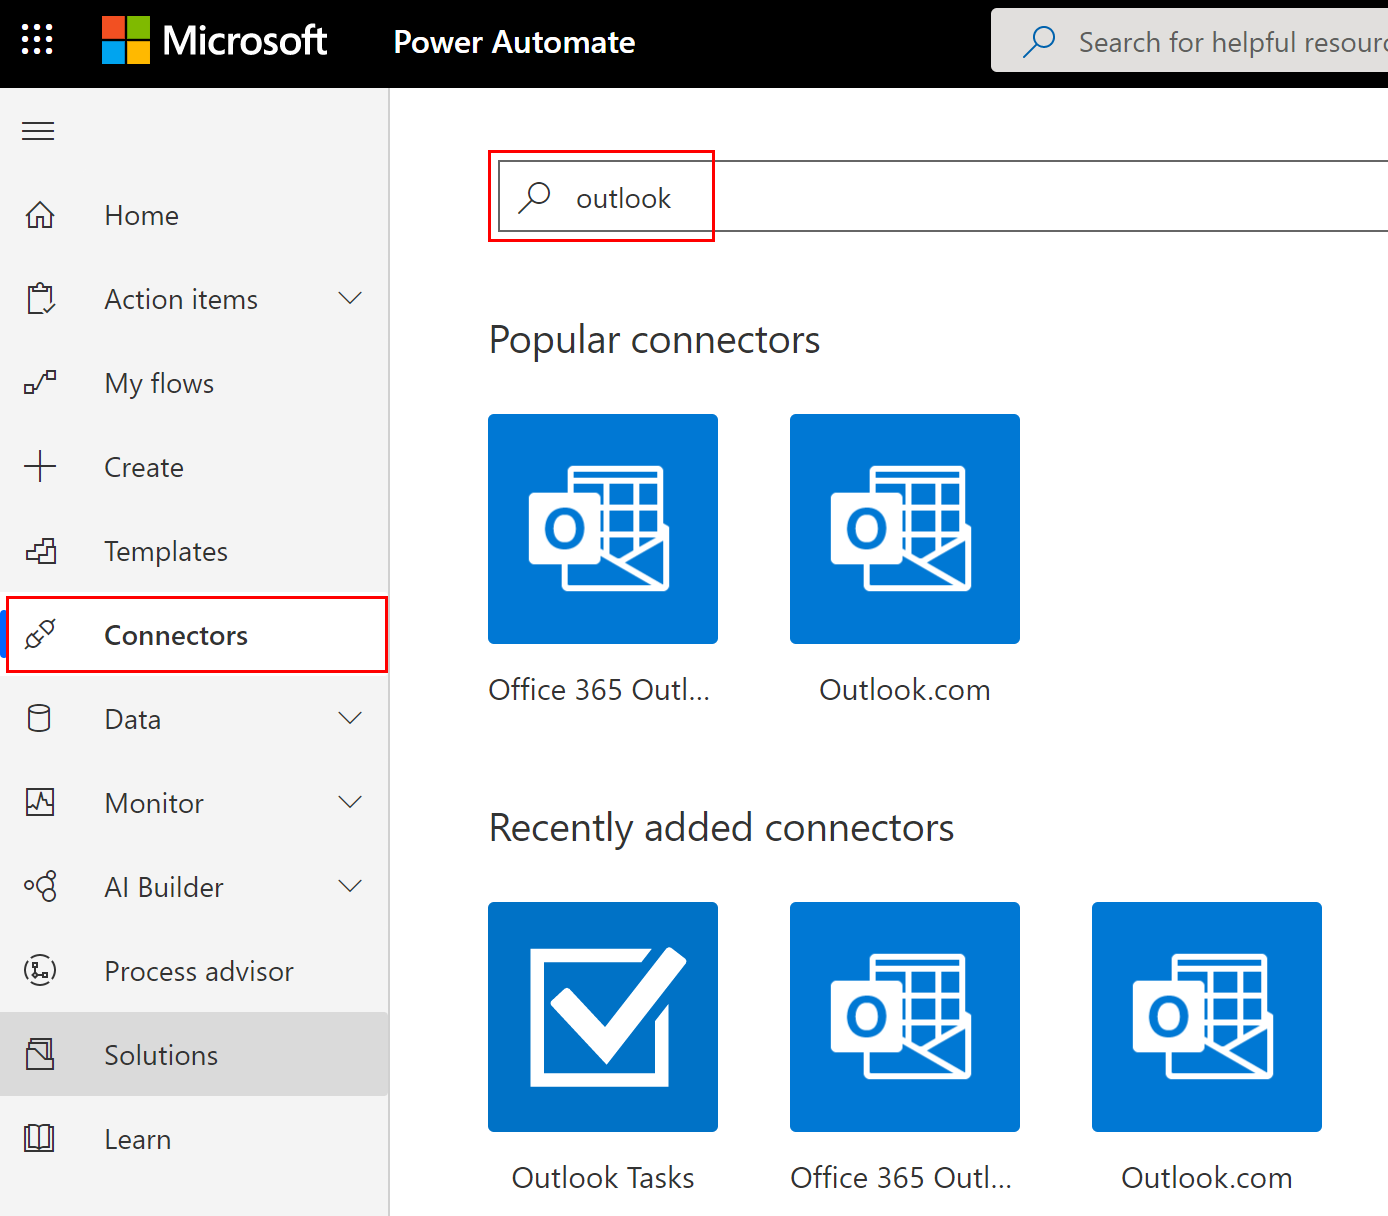 Microsoft
Power Automate
Search for helpful resour
outlook
Home
Action items
My flows
Create
Templates
Connectors
Data
Monitor
AI Builder
Process advisor
Solutions
Learn
Popular connectors
Office 365 Outl...
Outlook.com
Recently added connectors
Outlook Tasks
Office 365 Outl...
Outlook.com